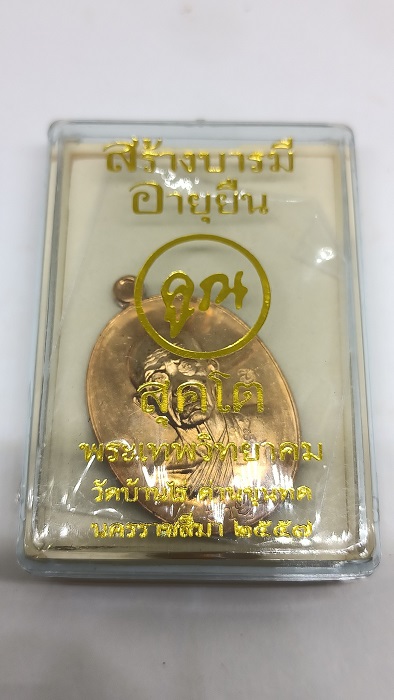 สร้างบารมี
อายุยืน
คูณ
สุคโต
พระเทพวิทยาคม
วัดบ้านไร่ ด่านขุนทด
นครราชสีมา ๒๕๕๗